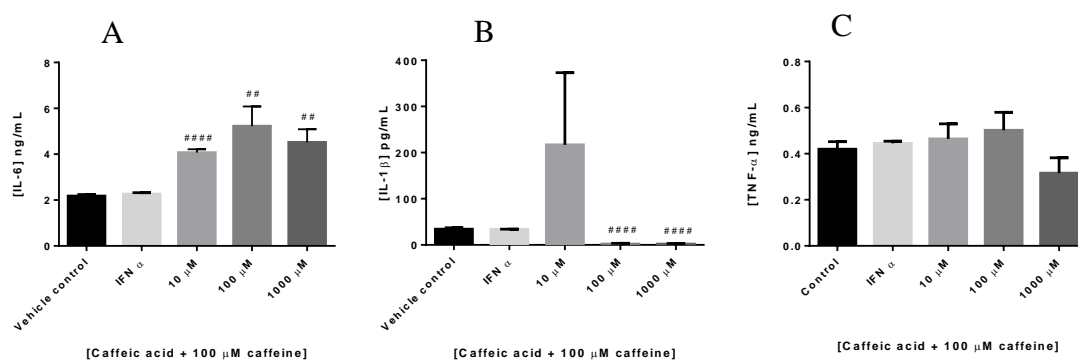 A
[IL-6] ng/mL
8
6
4
2
0
####
##
##
Vehicle control
IFN α
10 μM
100 μM
1000 μM
[Caffeic acid + 100 μM caffeine]
B
[IL-1β] pg/mL
400
300
200
100
0
####
####
Vehicle control
IFN α
10 μM
100 μM
1000 μM
[Caffeic acid + 100 μM caffeine]
C
[TNF-α] ng/mL
0.8
0.6
0.4
0.2
0.0
Control
IFN α
10 μM
100 μM
1000 μM
[Caffeic acid + 100 μM caffeine]